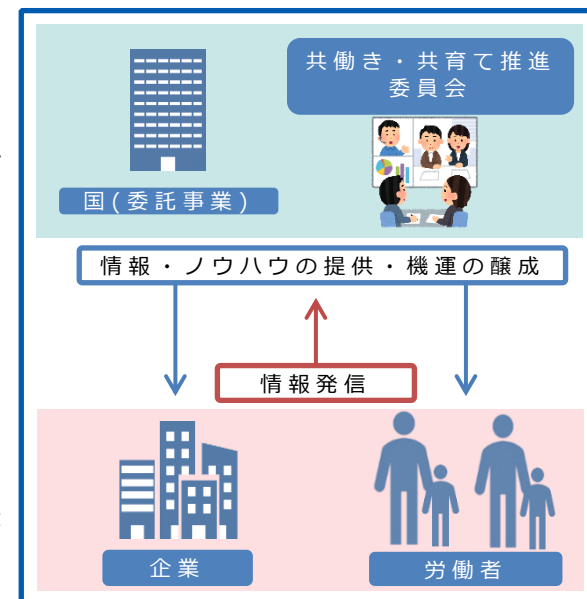 共働き・共育て推進
委員会
国(委託事業)
情報・ノウハウの提供・機運の醸成
情報発信
企業
労働者